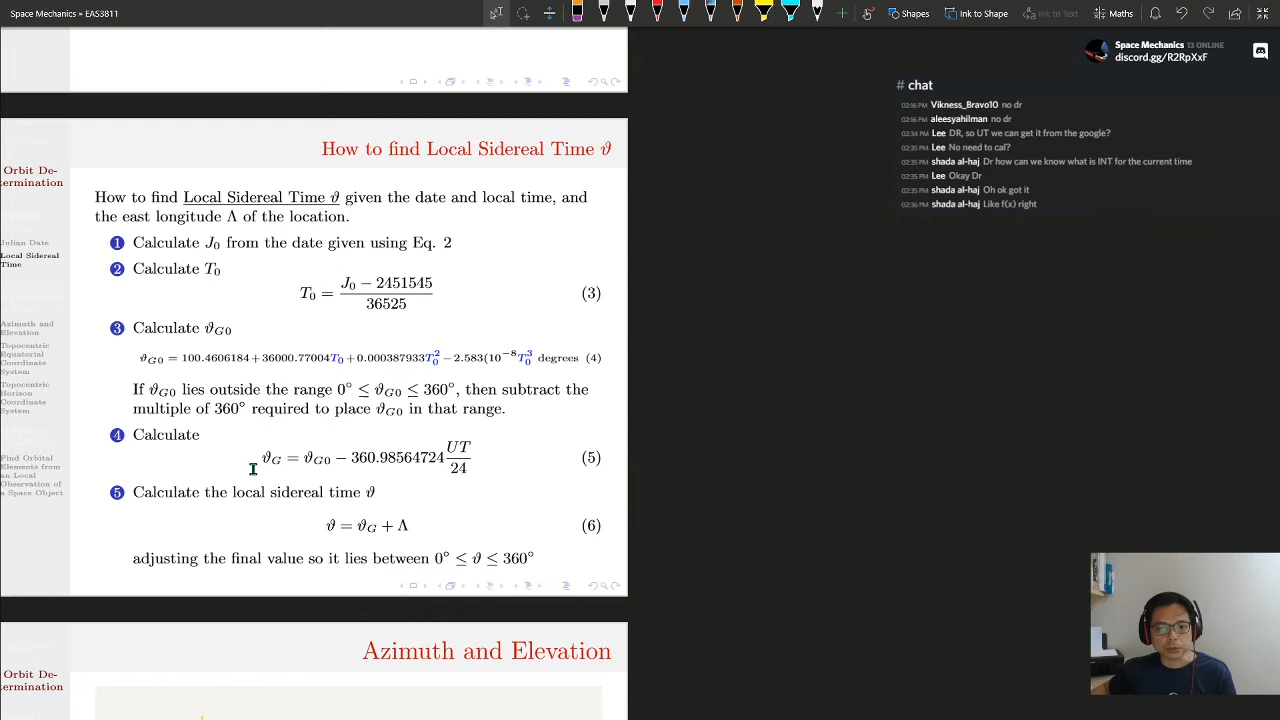 Space Mechanics » EAS3811
Shapes
Ink to Shape
Ink to Text
Maths
Space Mechanics 13 ONLINE
discord.gg/R2RpXxF
# chat
02:16 PM Vikness_Bravo10 no dr
02:16 PM aleesyahilman no dr
02:34 PM Lee DR, so UT we can get it from the google?
02:35 PM Lee No need to cal?
02:35 PM shada al-haj Dr how can we know what is INT for the current time
02:35 PM Lee Okay Dr
02:35 PM shada al-haj Oh ok got it
02:36 PM shada al-haj Like f(x) right
How to find Local Sidereal Time ϑ
Orbit De-
termination
Julian Date
Local Sidereal
Time
Azimuth and
Elevation
Topocentric
Equatorial
Coordinate
System
Topocentric
Horizon
Coordinate
System
Find Orbital
Elements from
an Local
Observation of
a Space Object
How to find Local Sidereal Time ϑ given the date and local time, and
the east longitude Λ of the location.
1 Calculate J₀ from the date given using Eq. 2
2 Calculate T₀
T₀ = (J₀ − 2451545) / 36525 (3)
3 Calculate ϑG0
ϑG0 = 100.4606184+36000.77004T₀+0.000387933T₀²−2.583(10⁻⁸T₀³ degrees (4)
If ϑG0 lies outside the range 0° ≤ ϑG0 ≤ 360°, then subtract the
multiple of 360° required to place ϑG0 in that range.
4 Calculate
ϑG = ϑG0 − 360.98564724 UT/24 (5)
5 Calculate the local sidereal time ϑ
ϑ = ϑG + Λ (6)
adjusting the final value so it lies between 0° ≤ ϑ ≤ 360°
Azimuth and Elevation
Orbit De-
termination